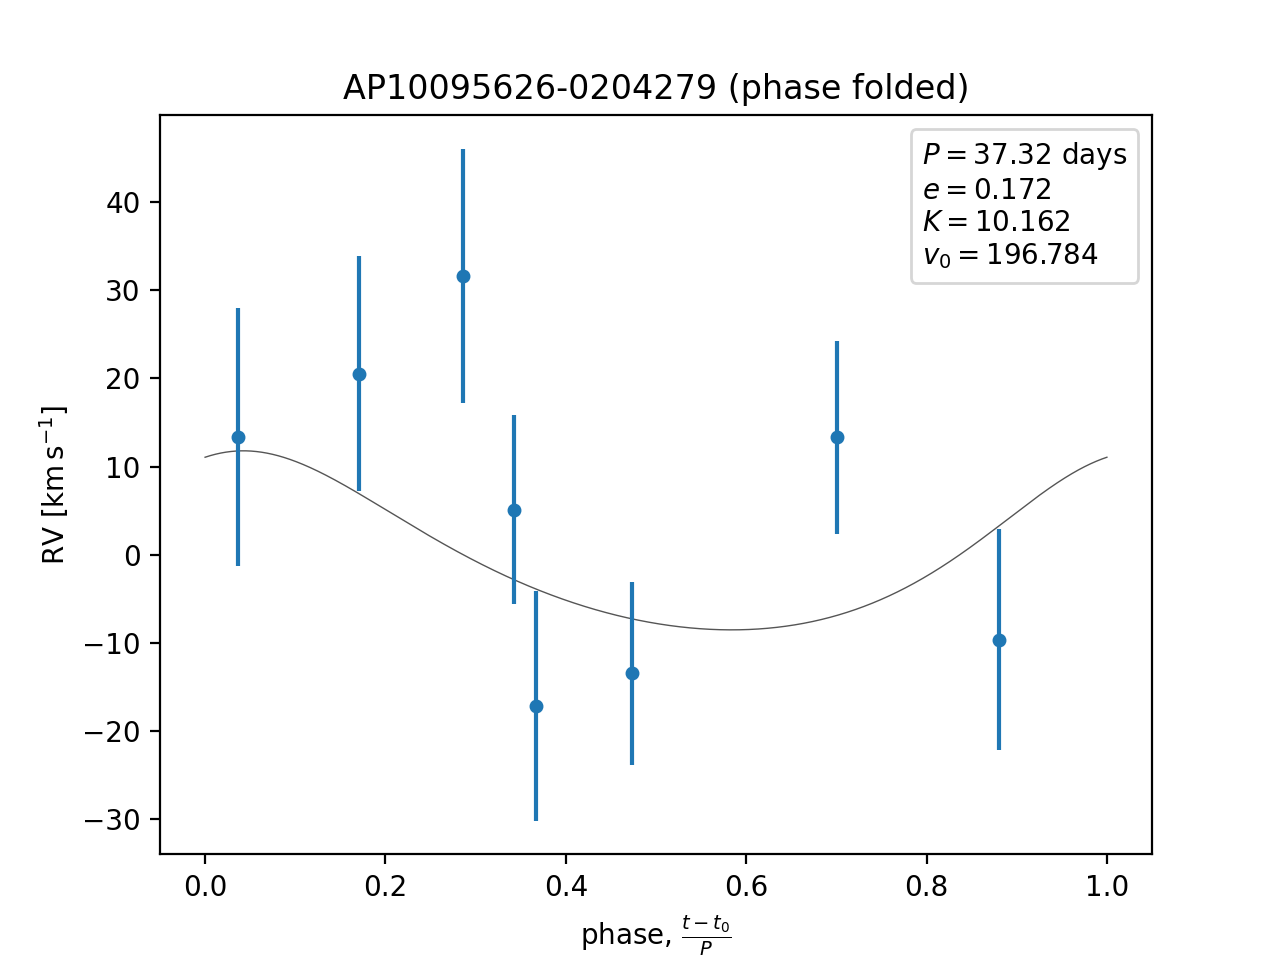 AP10095626-0204279 (phase folded)
P = 37.32 days
e = 0.172
K = 10.162
v₀ = 196.784
RV [km s⁻¹]
40
30
20
10
0
−10
−20
−30
0.0 0.2 0.4 0.6 0.8 1.0
phase, (t − t₀)/P